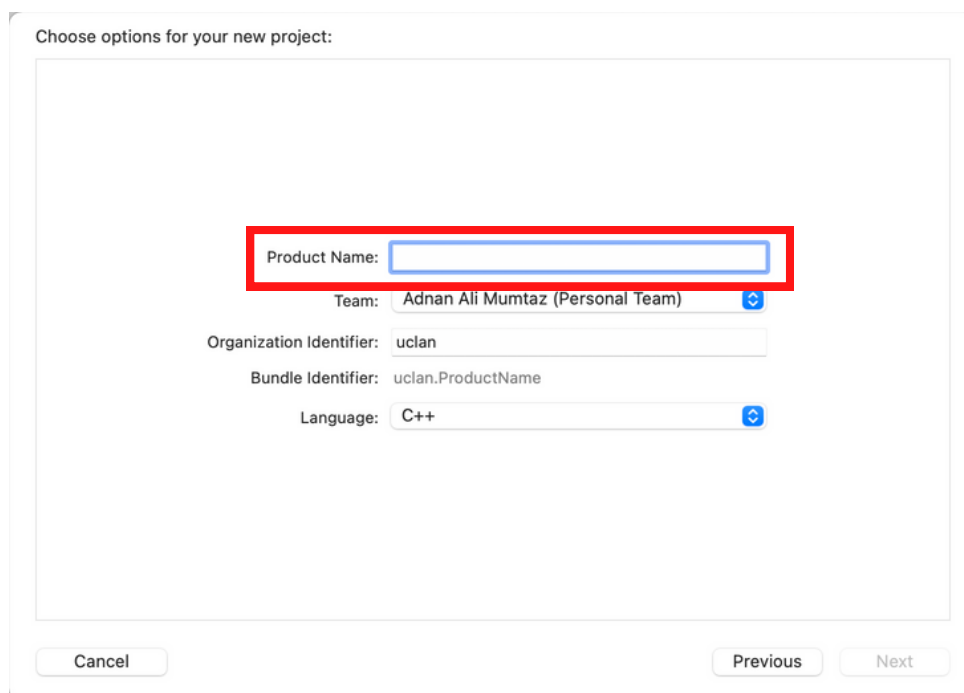 Choose options for your new project:
Product Name:
Team: Adnan Ali Mumtaz (Personal Team)
Organization Identifier: uclan
Bundle Identifier: uclan.ProductName
Language: C++
Cancel Previous Next